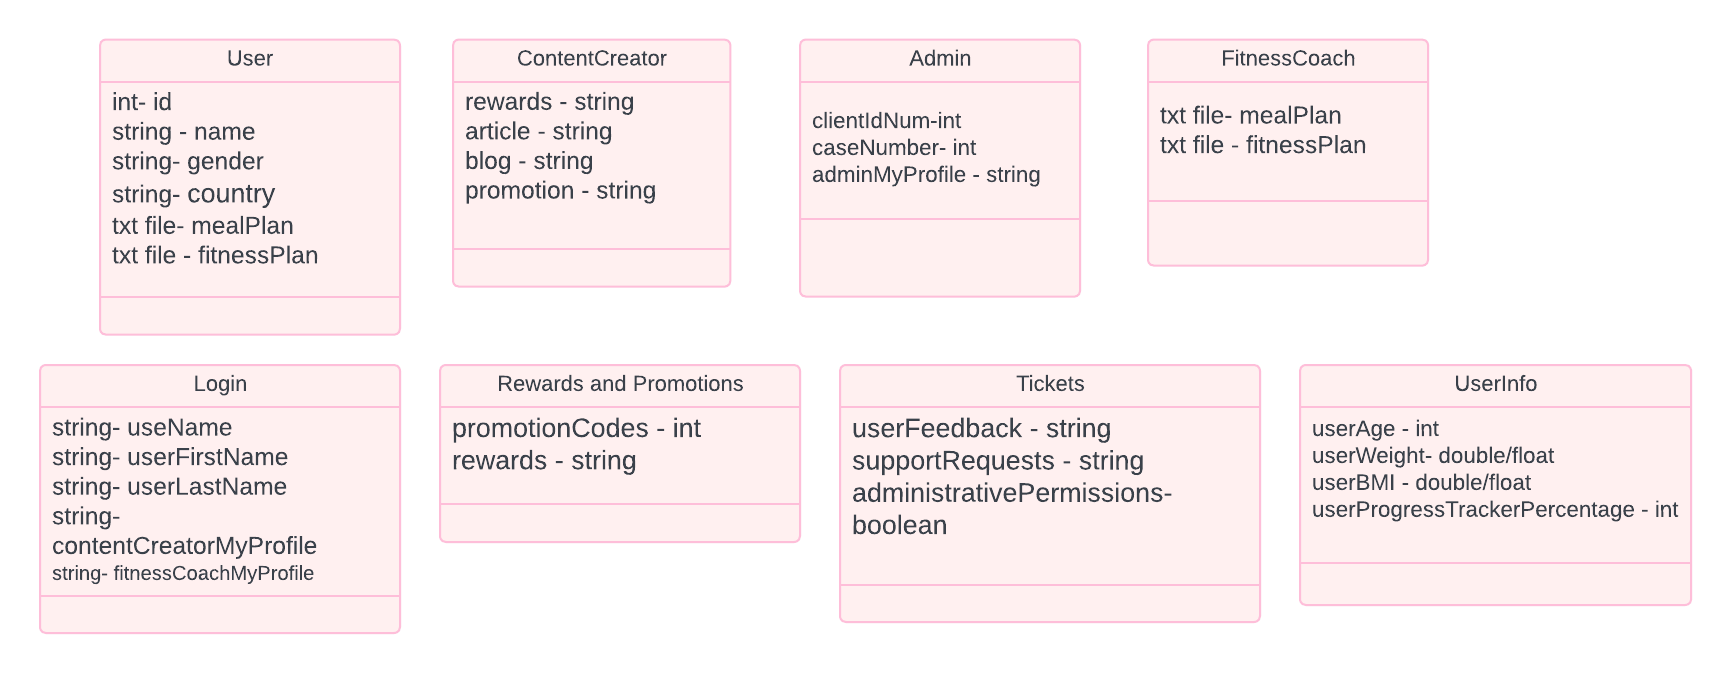 User
int- id
string - name
string- gender
string- country
txt file- mealPlan
txt file - fitnessPlan
ContentCreator
rewards - string
article - string
blog - string
promotion - string
Admin
clientIdNum-int
caseNumber- int
adminMyProfile - string
FitnessCoach
txt file- mealPlan
txt file - fitnessPlan
Login
string- useName
string- userFirstName
string- userLastName
string-
contentCreatorMyProfile
string- fitnessCoachMyProfile
Rewards and Promotions
promotionCodes - int
rewards - string
Tickets
userFeedback - string
supportRequests - string
administrativePermissions-
boolean
UserInfo
userAge - int
userWeight- double/float
userBMI - double/float
userProgressTrackerPercentage - int